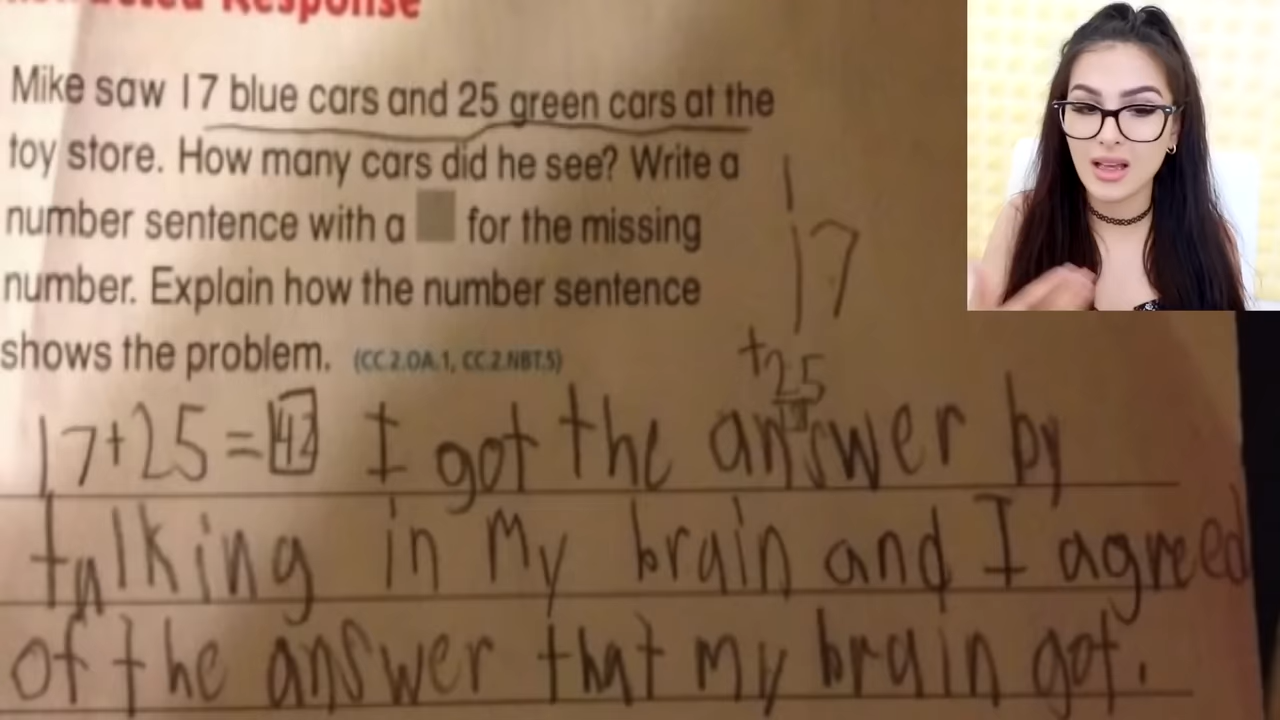 Response
Mike saw 17 blue cars and 25 green cars at the
toy store. How many cars did he see? Write a
number sentence with a for the missing
number. Explain how the number sentence
shows the problem. (CC.2.OA.1, CC.2.NBT.5)
1
17
+25
17+25=42 I got the answer by
talking in my brain and I agreed
of the answer that my brain got.